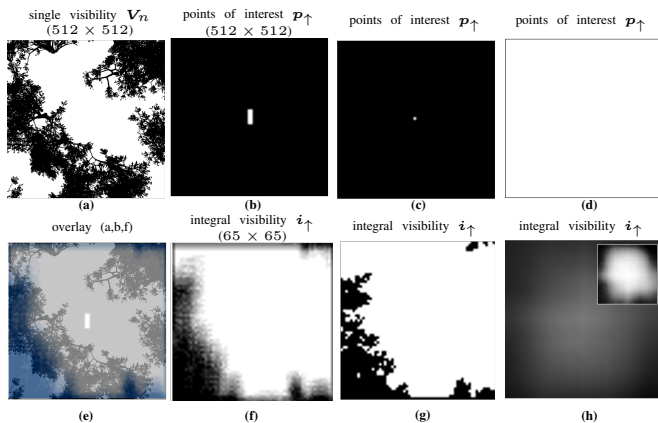 single visibility Vₙ
(512 × 512)
points of interest p↑
(512 × 512)
points of interest p↑
points of interest p↑
(a)
(b)
(c)
(d)
overlay (a,b,f)
integral visibility i↑
(65 × 65)
integral visibility i↑
integral visibility i↑
(e)
(f)
(g)
(h)